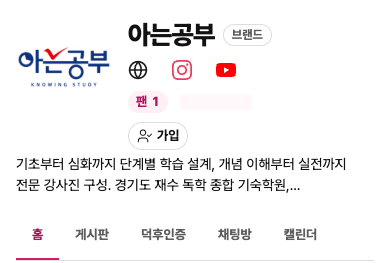 아는공부
브랜드
아는공부
KNOWING STUDY
팬 1
가입
기초부터 심화까지 단계별 학습 설계, 개념 이해부터 실전까지
전문 강사진 구성. 경기도 재수 독학 종합 기숙학원,...
홈 게시판 덕후인증 채팅방 캘린더